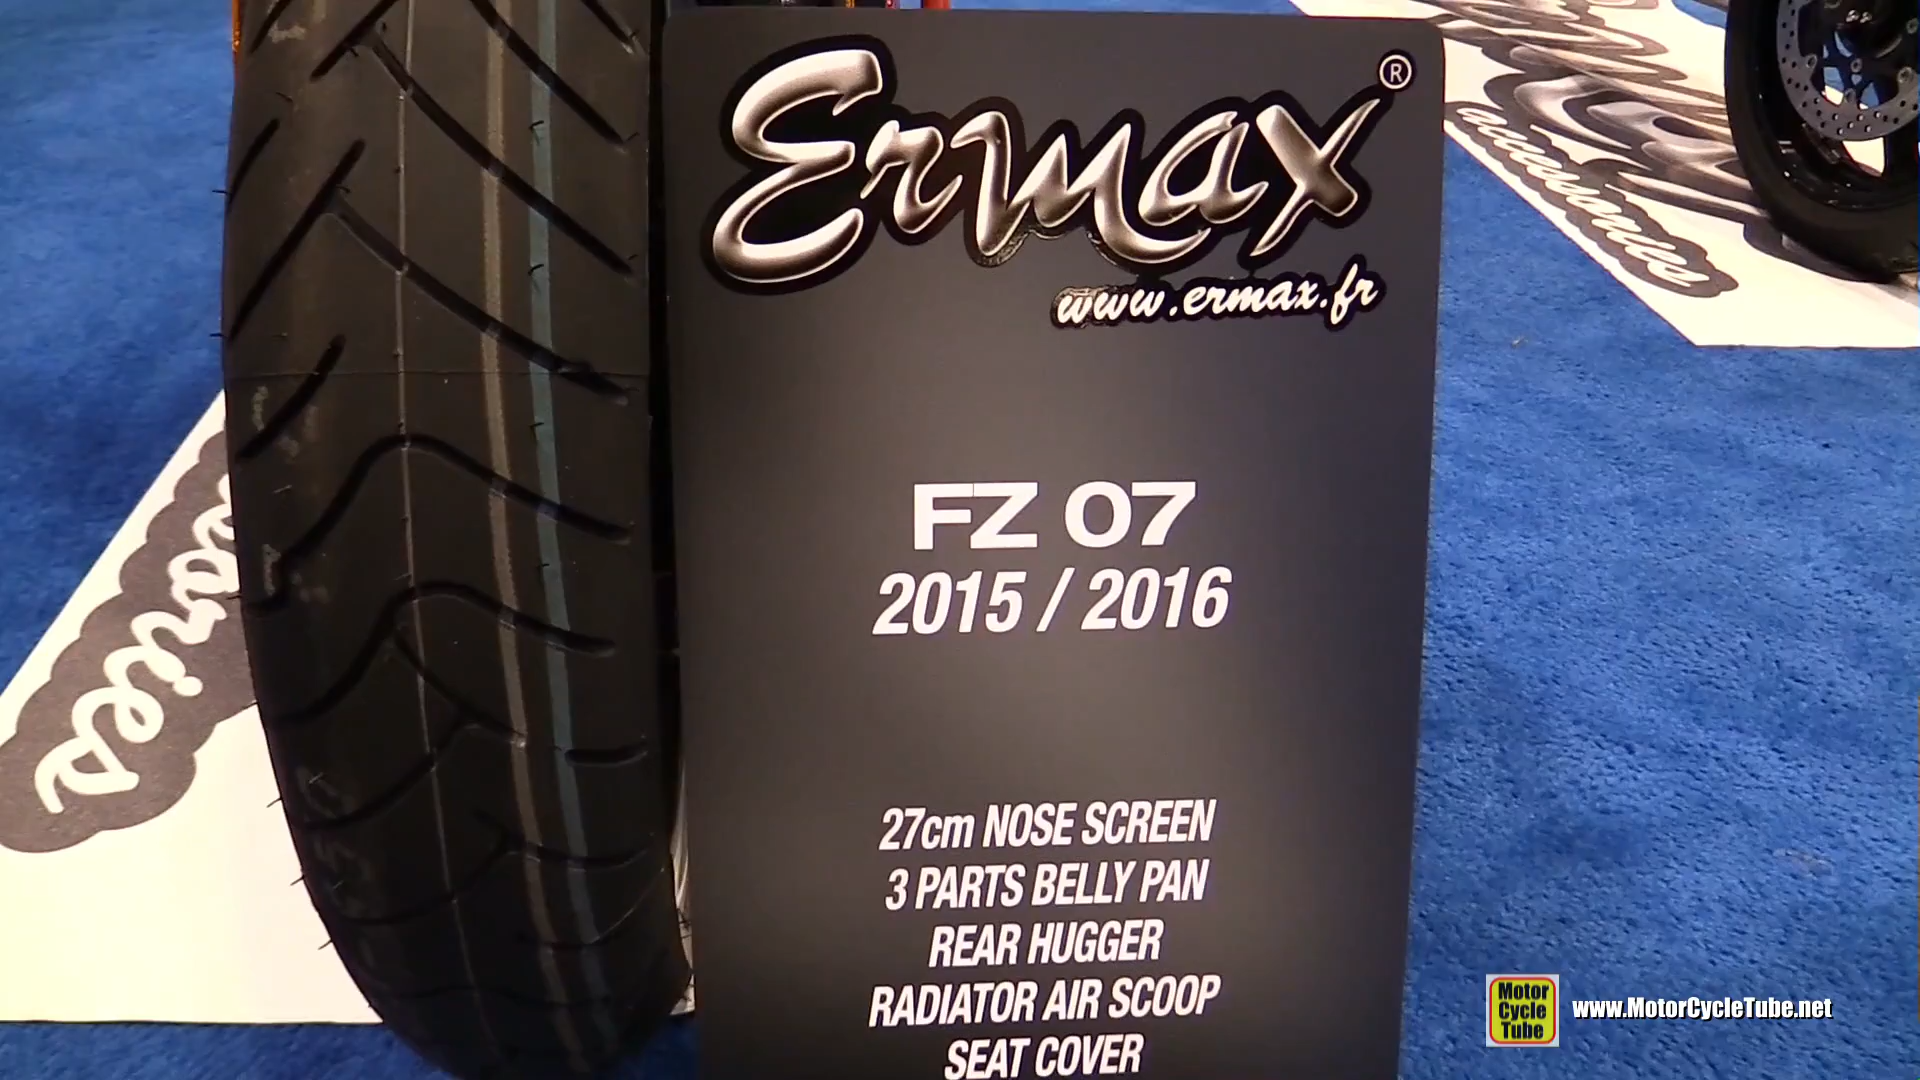 Ermax®
www.ermax.fr
FZ 07
2015 / 2016
27cm NOSE SCREEN
3 PARTS BELLY PAN
REAR HUGGER
RADIATOR AIR SCOOP
SEAT COVER
accessories
Motor
Cycle
Tube
www.MotorCycleTube.net